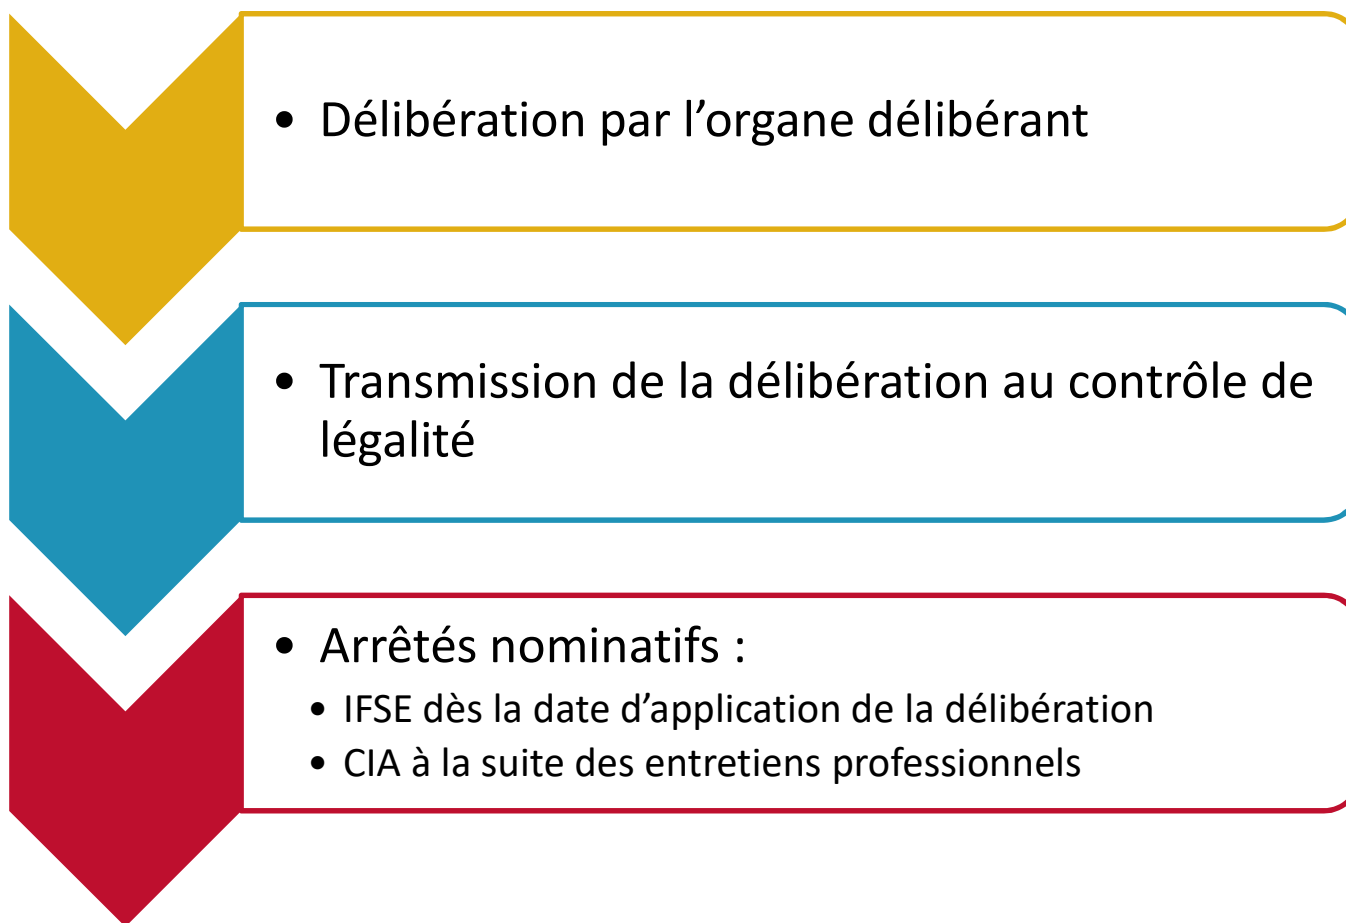 • Délibération par l’organe délibérant
• Transmission de la délibération au contrôle de
légalité
• Arrêtés nominatifs :
• IFSE dès la date d’application de la délibération
• CIA à la suite des entretiens professionnels